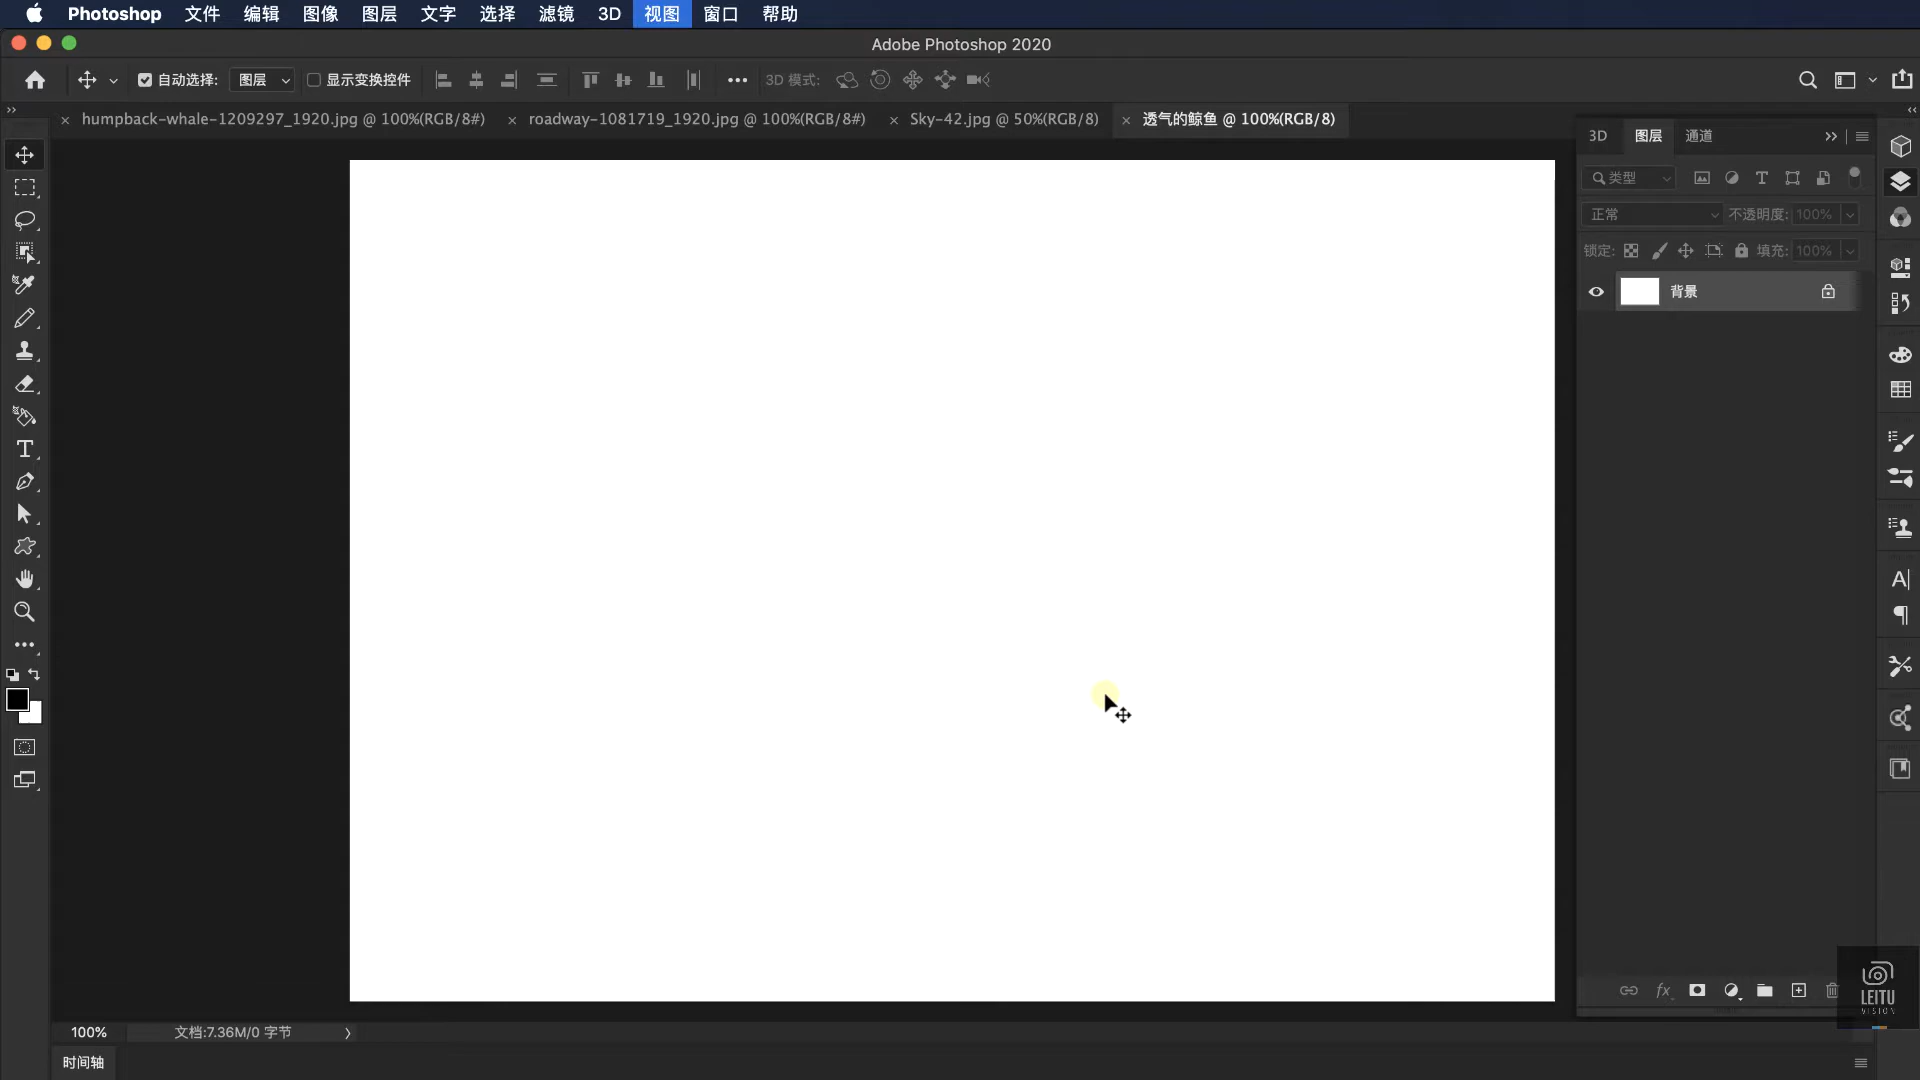 Photoshop 文件 编辑 图像 图层 文字 选择 滤镜 3D 视图 窗口 帮助
Adobe Photoshop 2020
自动选择: 图层 显示变换控件 3D 模式:
humpback-whale-1209297_1920.jpg @ 100%(RGB/8#) roadway-1081719_1920.jpg @ 100%(RGB/8#) Sky-42.jpg @ 50%(RGB/8) 透气的鲸鱼 @ 100%(RGB/8)
3D 图层 通道
类型
正常 不透明度: 100%
锁定: 填充: 100%
背景
fx
LEITU
VISION
100% 文档:7.36M/0 字节
时间轴